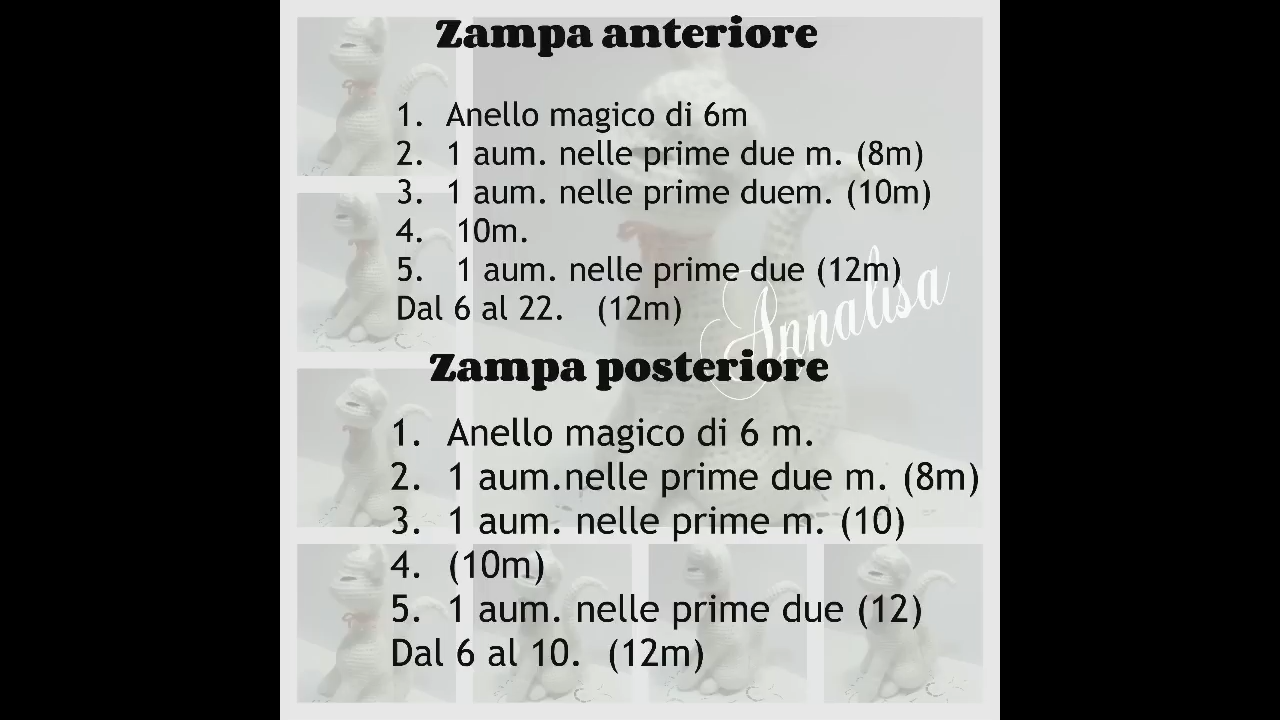 Zampa anteriore
1. Anello magico di 6m
2. 1 aum. nelle prime due m. (8m)
3. 1 aum. nelle prime duem. (10m)
4. 10m.
5. 1 aum. nelle prime due (12m)
Dal 6 al 22. (12m)
Annalisa
Zampa posteriore
1. Anello magico di 6 m.
2. 1 aum.nelle prime due m. (8m)
3. 1 aum. nelle prime m. (10)
4. (10m)
5. 1 aum. nelle prime due (12)
Dal 6 al 10. (12m)